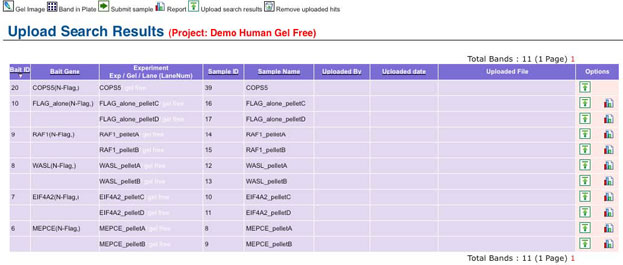 Gel Image Band in Plate Submit sample Report Upload search results Remove uploaded hits
Upload Search Results (Project: Demo Human Gel Free)
Total Bands : 11 (1 Page) 1
Bait ID Bait Gene Experiment Exp / Gel / Lane (LaneNum) Sample ID Sample Name Uploaded By Uploaded date Uploaded File Options
20 COPS5(N-Flag,) COPS5 gel free 39 COPS5
10 FLAG_alone(N-Flag,) FLAG_alone_pelletC gel free 16 FLAG_alone_pelletC
FLAG_alone_pelletD gel free 17 FLAG_alone_pelletD
9 RAF1(N-Flag,) RAF1_pelletA gel free 14 RAF1_pelletA
RAF1_pelletB gel free 15 RAF1_pelletB
8 WASL(N-Flag,) WASL_pelletA gel free 12 WASL_pelletA
WASL_pelletB gel free 13 WASL_pelletB
7 EIF4A2(N-Flag,) EIF4A2_pelletC gel free 10 EIF4A2_pelletC
EIF4A2_pelletD gel free 11 EIF4A2_pelletD
6 MEPCE(N-Flag,) MEPCE_pelletA gel free 8 MEPCE_pelletA
MEPCE_pelletB gel free 9 MEPCE_pelletB
Total Bands : 11 (1 Page) 1